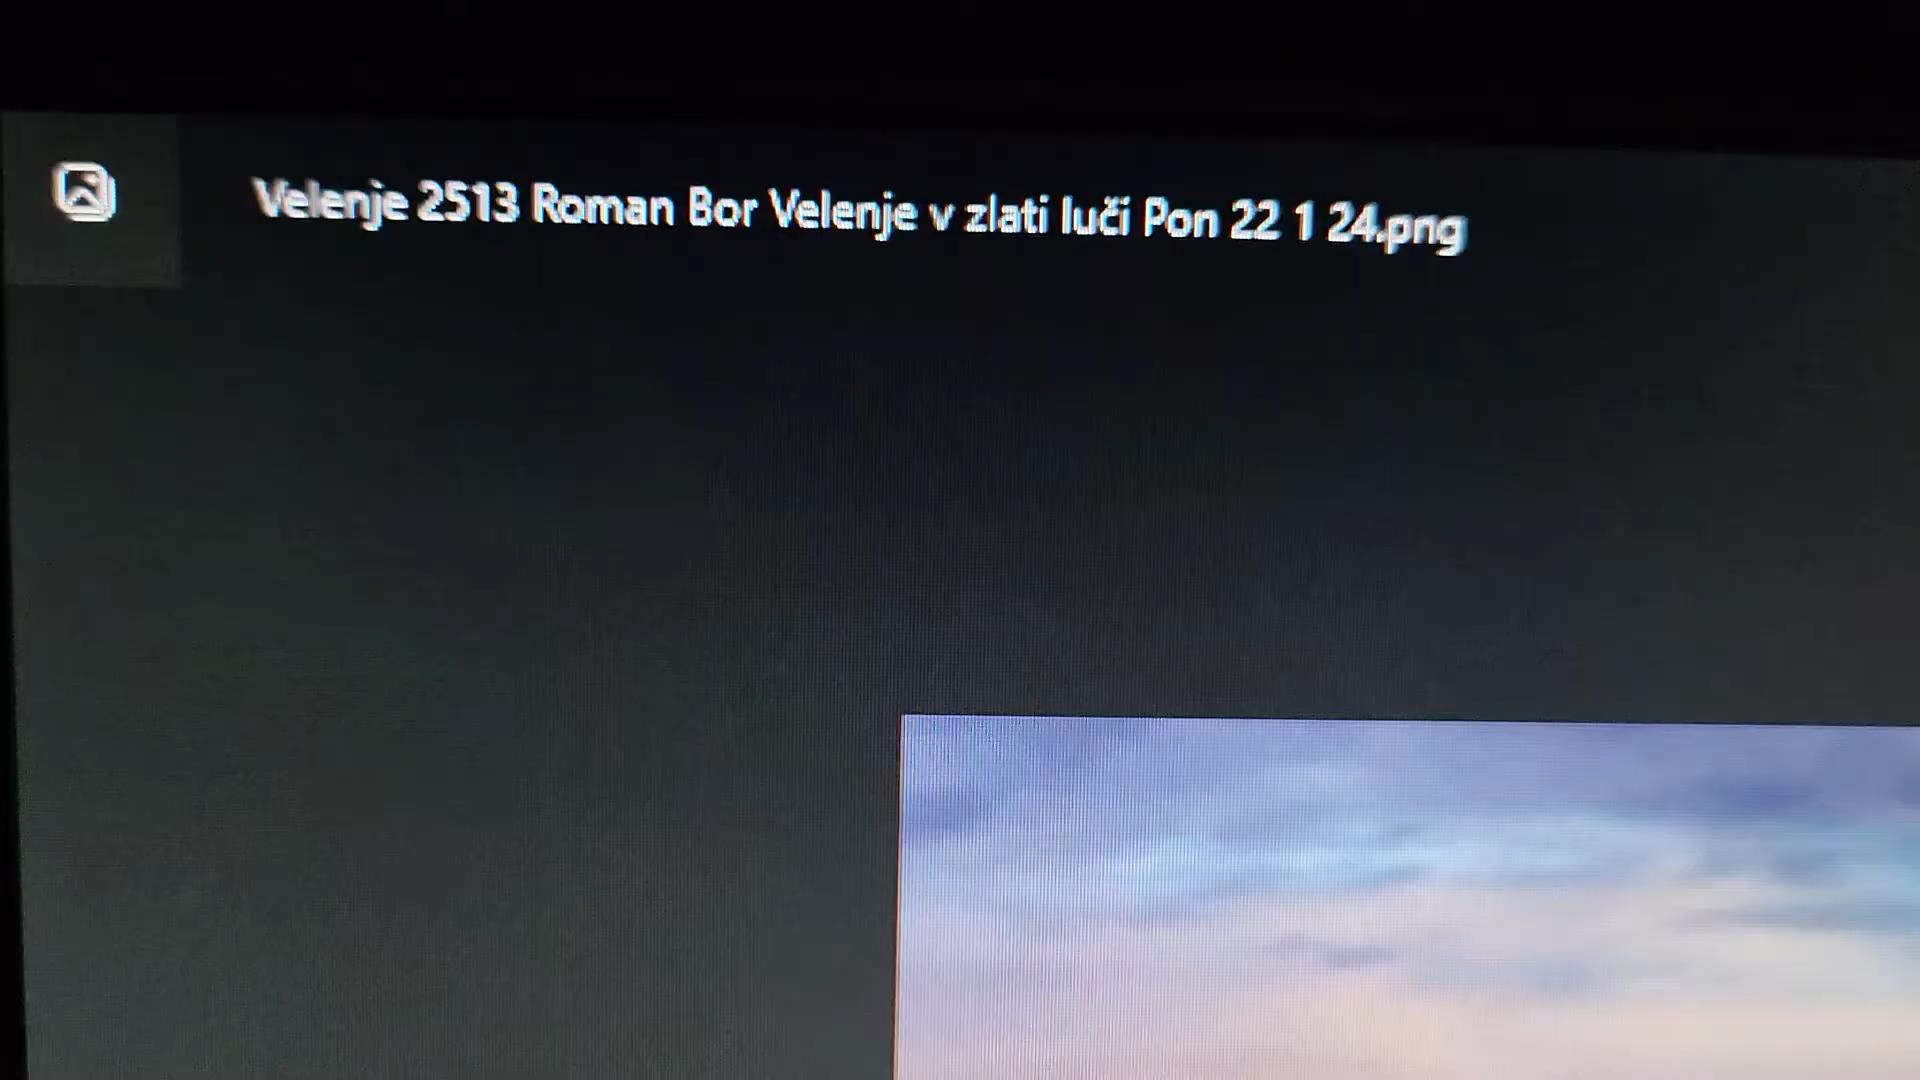 Velenje 2513 Roman Bor Velenje v zlati luči Pon 22 1 24.png